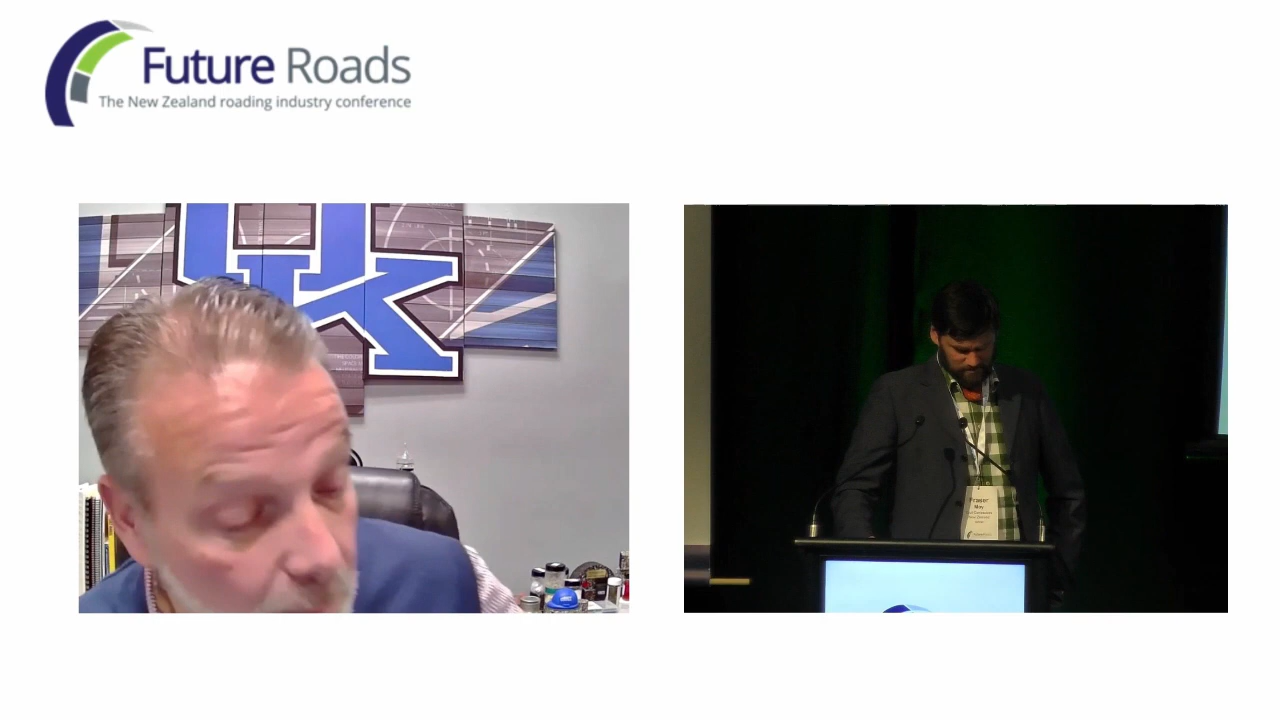 Future Roads
The New Zealand roading industry conference
UK
Fraser
May